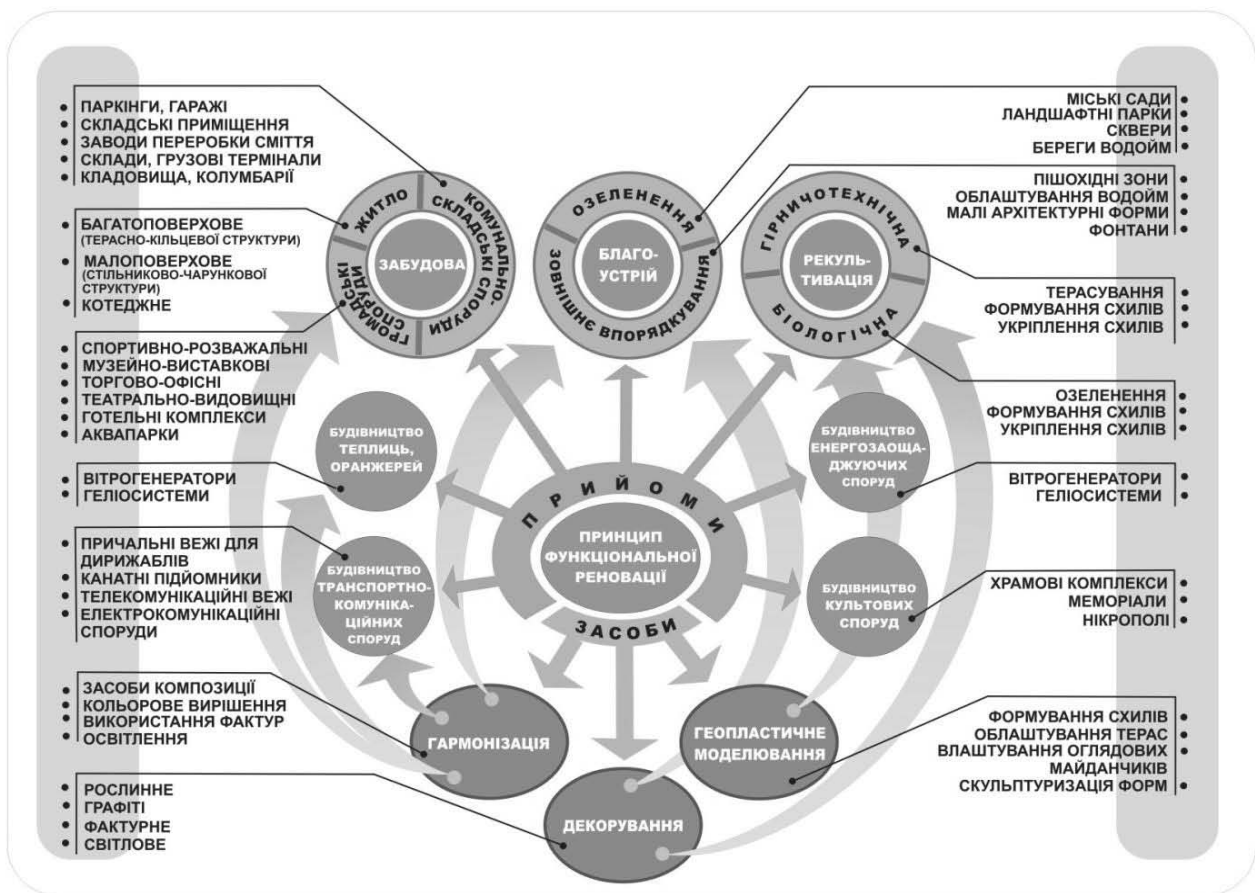 ПАРКІНГИ, ГАРАЖІ
СКЛАДСЬКІ ПРИМІЩЕННЯ
ЗАВОДИ ПЕРЕРОБКИ СМІТТЯ
СКЛАДИ, ГРУЗОВІ ТЕРМІНАЛИ
КЛАДОВИЩА, КОЛУМБАРІЇ
БАГАТОПОВЕРХОВЕ
(ТЕРАСНО-КІЛЬЦЕВОЇ СТРУКТУРИ)
МАЛОПОВЕРХОВЕ
(СТІЛЬНИКОВО-ЧАРУНКОВОЇ
СТРУКТУРИ)
КОТЕДЖНЕ
СПОРТИВНО-РОЗВАЖАЛЬНІ
МУЗЕЙНО-ВИСТАВКОВІ
ТОРГОВО-ОФІСНІ
ТЕАТРАЛЬНО-ВИДОВИЩНІ
ГОТЕЛЬНІ КОМПЛЕКСИ
АКВАПАРКИ
ВІТРОГЕНЕРАТОРИ
ГЕЛІОСИСТЕМИ
ПРИЧАЛЬНІ ВЕЖІ ДЛЯ
ДИРИЖАБЛІВ
КАНАТНІ ПІДЙОМНИКИ
ТЕЛЕКОМУНІКАЦІЙНІ ВЕЖІ
ЕЛЕКТРОКОМУНІКАЦІЙНІ
СПОРУДИ
ЗАСОБИ КОМПОЗИЦІЇ
КОЛЬОРОВЕ ВИРІШЕННЯ
ВИКОРИСТАННЯ ФАКТУР
ОСВІТЛЕННЯ
РОСЛИННЕ
ГРАФІТІ
ФАКТУРНЕ
СВІТЛОВЕ
ЖИТЛО
КОМУНАЛЬНО-
СКЛАДСЬКІ СПОРУДИ
ГРОМАДСЬКІ
СПОРУДИ
ЗАБУДОВА
ОЗЕЛЕНЕННЯ
ЗОВНІШНЄ ВПОРЯДКУВАННЯ
БЛАГО-
УСТРІЙ
ГІРНИЧОТЕХНІЧНА
БІОЛОГІЧНА
РЕКУЛЬ-
ТИВАЦІЯ
БУДІВНИЦТВО
ТЕПЛИЦЬ,
ОРАНЖЕРЕЙ
БУДІВНИЦТВО
ТРАНСПОРТНО-
КОМУНІКА-
ЦІЙНИХ
СПОРУД
ПРИЙОМИ
ПРИНЦИП
ФУНКЦІОНАЛЬНОЇ
РЕНОВАЦІЇ
ЗАСОБИ
БУДІВНИЦТВО
ЕНЕРГОЗАОЩА-
ДЖУЮЧИХ
СПОРУД
БУДІВНИЦТВО
КУЛЬТОВИХ
СПОРУД
ГАРМОНІЗАЦІЯ
ДЕКОРУВАННЯ
ГЕОПЛАСТИЧНЕ
МОДЕЛЮВАННЯ
МІСЬКІ САДИ
ЛАНДШАФТНІ ПАРКИ
СКВЕРИ
БЕРЕГИ ВОДОЙМ
ПІШОХІДНІ ЗОНИ
ОБЛАШТУВАННЯ ВОДОЙМ
МАЛІ АРХІТЕКТУРНІ ФОРМИ
ФОНТАНИ
ТЕРАСУВАННЯ
ФОРМУВАННЯ СХИЛІВ
УКРІПЛЕННЯ СХИЛІВ
ОЗЕЛЕНЕННЯ
ФОРМУВАННЯ СХИЛІВ
УКРІПЛЕННЯ СХИЛІВ
ВІТРОГЕНЕРАТОРИ
ГЕЛІОСИСТЕМИ
ХРАМОВІ КОМПЛЕКСИ
МЕМОРІАЛИ
НІКРОПОЛІ
ФОРМУВАННЯ СХИЛІВ
ОБЛАШТУВАННЯ ТЕРАС
ВЛАШТУВАННЯ ОГЛЯДОВИХ
МАЙДАНЧИКІВ
СКУЛЬПТУРИЗАЦІЯ ФОРМ